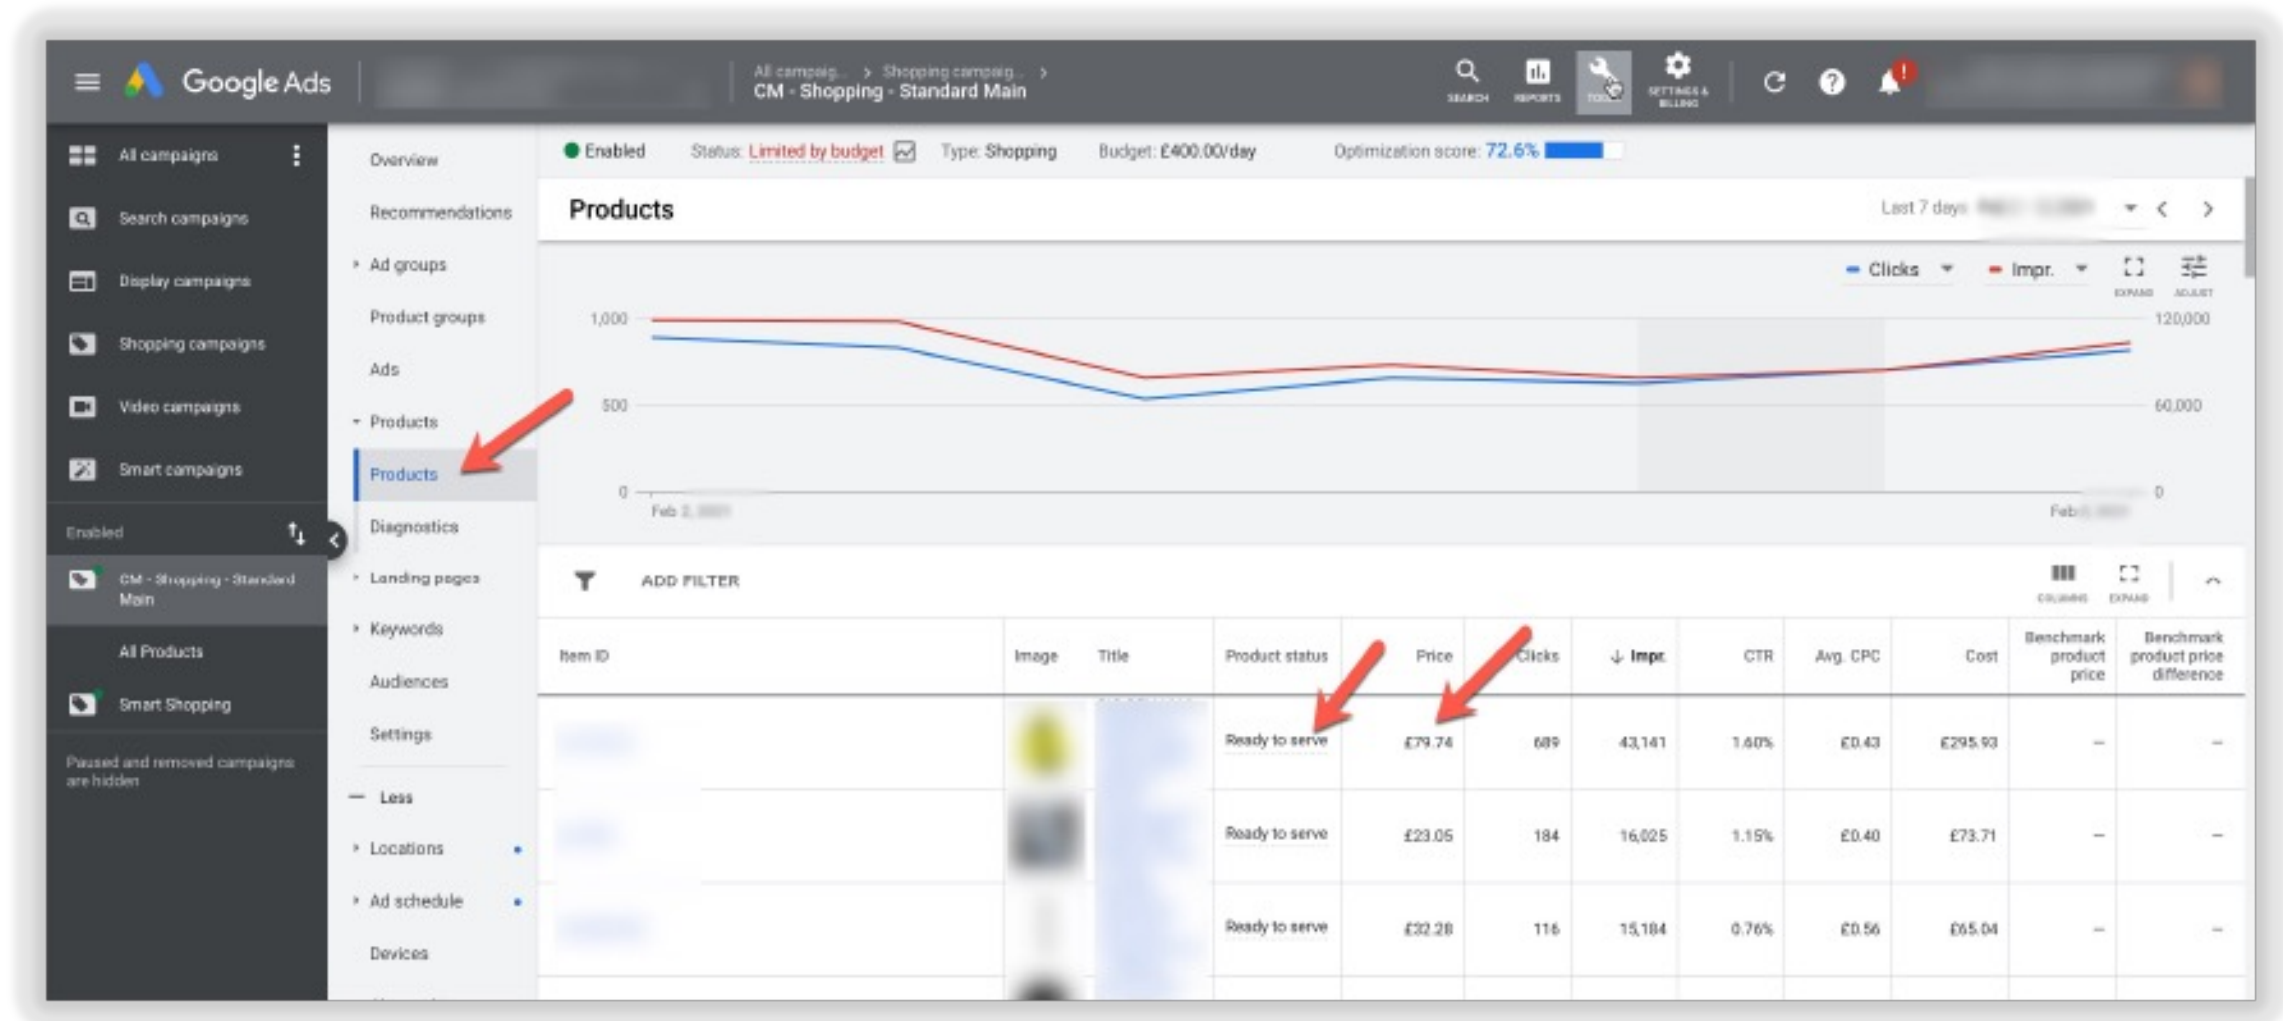 Google Ads
All campaig... > Shopping campaig... >
CM - Shopping - Standard Main
SEARCH
REPORTS
SETTINGS & BILLING
All campaigns
Search campaigns
Display campaigns
Shopping campaigns
Video campaigns
Smart campaigns
Enabled
CM - Shopping - Standard
Main
All Products
Smart Shopping
Paused and removed campaigns
are hidden
Overview
Recommendations
Ad groups
Product groups
Ads
Products
Products
Diagnostics
Landing pages
Keywords
Audiences
Settings
Less
Locations
Ad schedule
Devices
Enabled Status: Limited by budget Type: Shopping Budget: £400.00/day Optimization score: 72.6%
Products
Last 7 days
Clicks Impr.
EXPAND ADJUST
1,000 120,000
500 60,000
0 0
Feb 2, Feb
ADD FILTER
COLUMNS EXPAND
Item ID Image Title Product status Price Clicks Impr. CTR Avg. CPC Cost Benchmark product price Benchmark product price difference
Ready to serve £79.74 689 43,141 1.60% £0.43 £295.93 – –
Ready to serve £23.05 184 16,025 1.15% £0.40 £73.71 – –
Ready to serve £32.28 116 15,184 0.76% £0.56 £65.04 – –